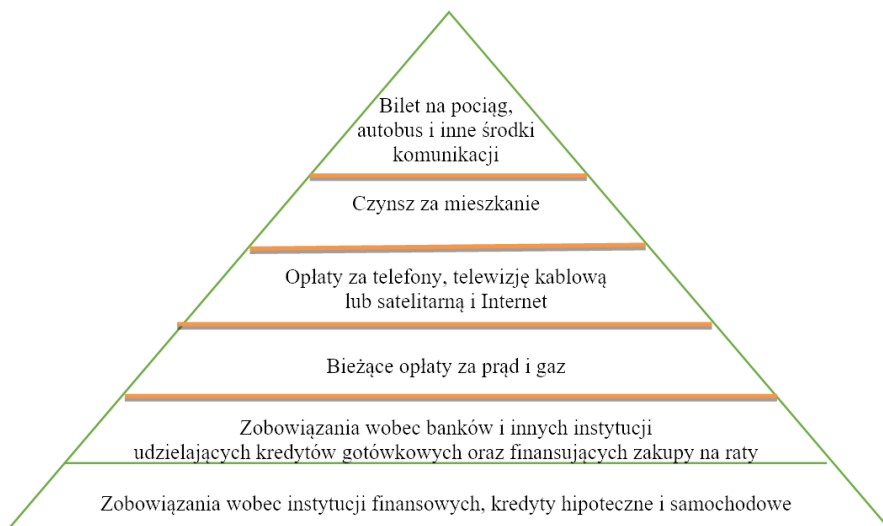 Bilet na pociąg,
autobus i inne środki
komunikacji
Czynsz za mieszkanie
Opłaty za telefony, telewizję kablową
lub satelitarną i Internet
Bieżące opłaty za prąd i gaz
Zobowiązania wobec banków i innych instytucji
udzielających kredytów gotówkowych oraz finansujących zakupy na raty
Zobowiązania wobec instytucji finansowych, kredyty hipoteczne i samochodowe